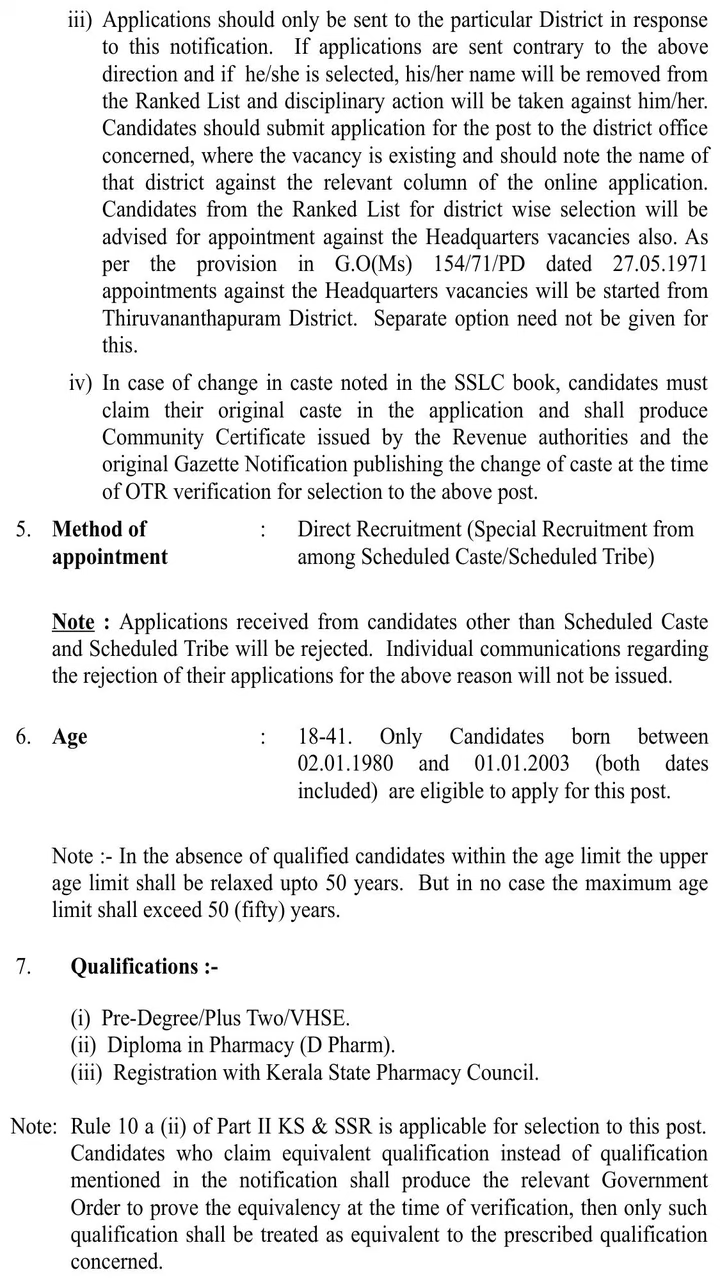 iii) Applications should only be sent to the particular District in response
to this notification. If applications are sent contrary to the above
direction and if he/she is selected, his/her name will be removed from
the Ranked List and disciplinary action will be taken against him/her.
Candidates should submit application for the post to the district office
concerned, where the vacancy is existing and should note the name of
that district against the relevant column of the online application.
Candidates from the Ranked List for district wise selection will be
advised for appointment against the Headquarters vacancies also. As
per the provision in G.O(Ms) 154/71/PD dated 27.05.1971
appointments against the Headquarters vacancies will be started from
Thiruvananthapuram District. Separate option need not be given for
this.
iv) In case of change in caste noted in the SSLC book, candidates must
claim their original caste in the application and shall produce
Community Certificate issued by the Revenue authorities and the
original Gazette Notification publishing the change of caste at the time
of OTR verification for selection to the above post.
5. Method of : Direct Recruitment (Special Recruitment from
appointment among Scheduled Caste/Scheduled Tribe)
Note : Applications received from candidates other than Scheduled Caste
and Scheduled Tribe will be rejected. Individual communications regarding
the rejection of their applications for the above reason will not be issued.
6. Age : 18-41. Only Candidates born between
02.01.1980 and 01.01.2003 (both dates
included) are eligible to apply for this post.
Note :- In the absence of qualified candidates within the age limit the upper
age limit shall be relaxed upto 50 years. But in no case the maximum age
limit shall exceed 50 (fifty) years.
7. Qualifications :-
(i) Pre-Degree/Plus Two/VHSE.
(ii) Diploma in Pharmacy (D Pharm).
(iii) Registration with Kerala State Pharmacy Council.
Note: Rule 10 a (ii) of Part II KS & SSR is applicable for selection to this post.
Candidates who claim equivalent qualification instead of qualification
mentioned in the notification shall produce the relevant Government
Order to prove the equivalency at the time of verification, then only such
qualification shall be treated as equivalent to the prescribed qualification
concerned.